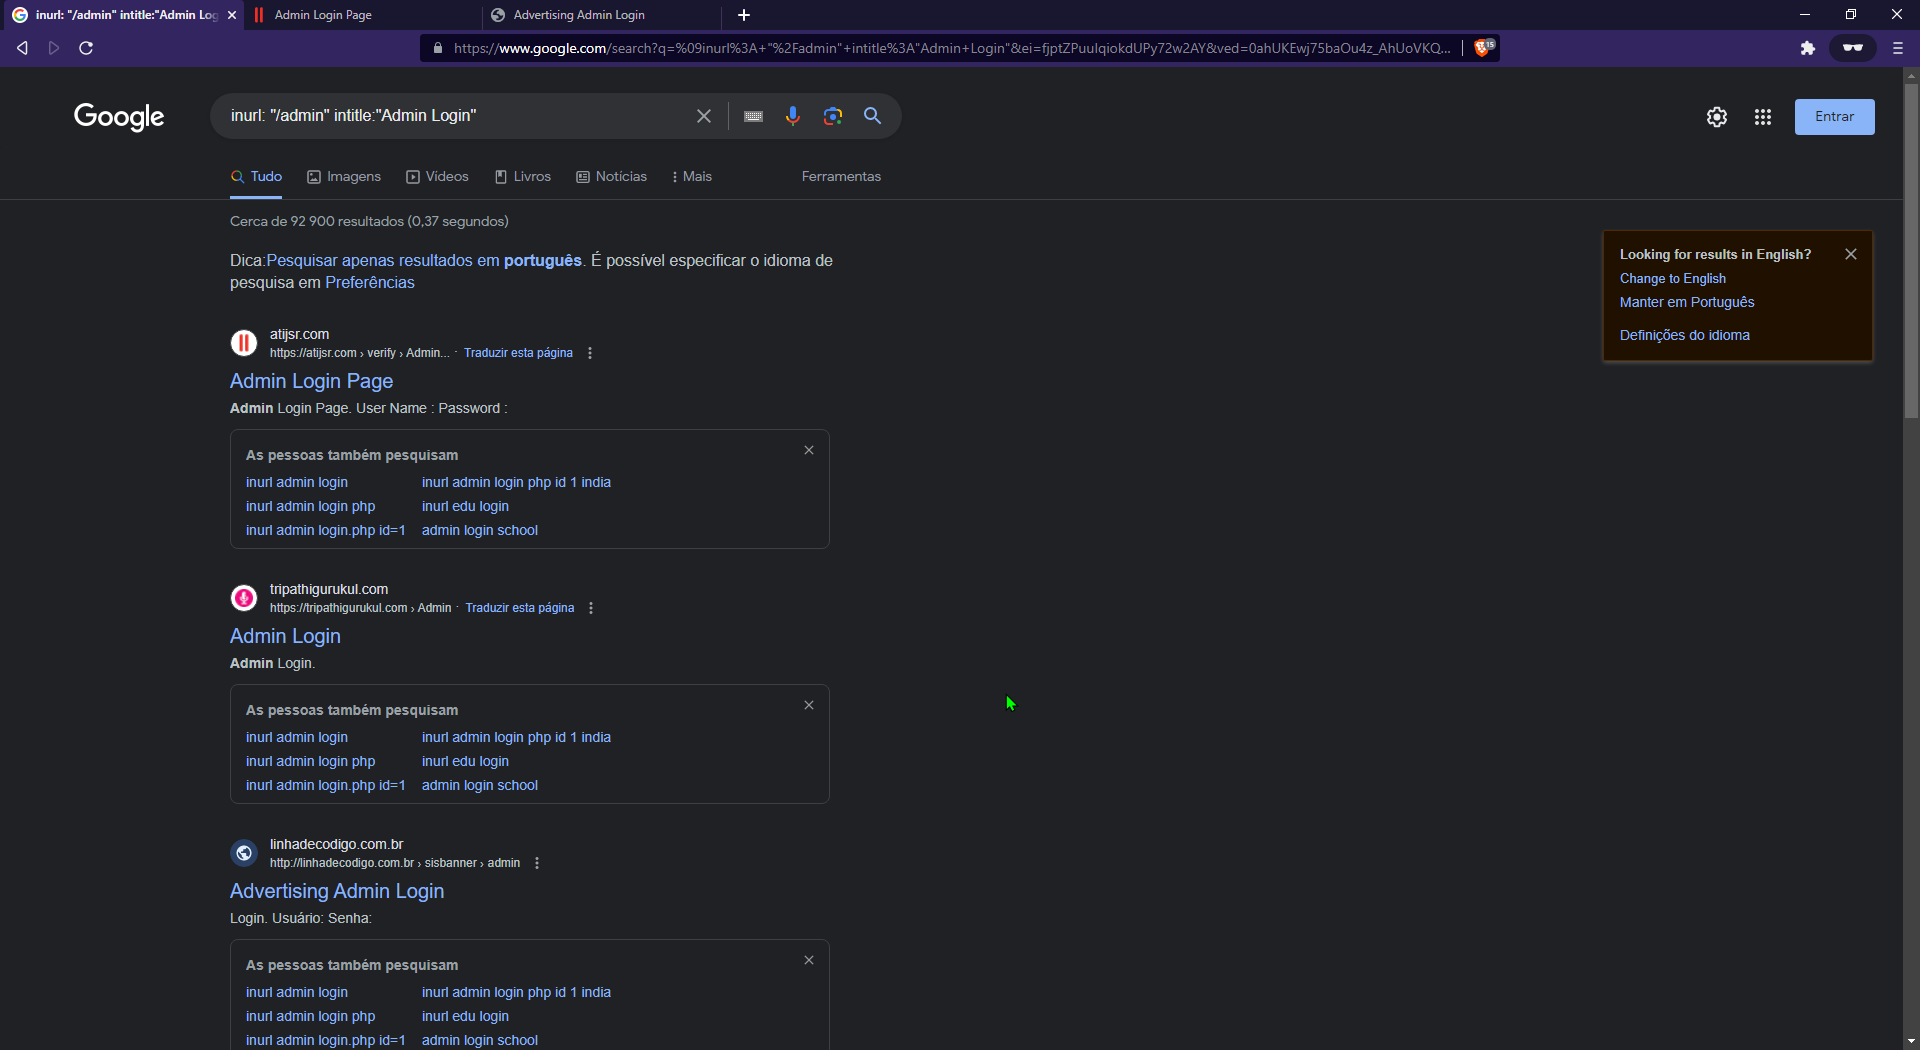 inurl: "/admin" intitle:"Admin Log
Admin Login Page
Advertising Admin Login
https://www.google.com/search?q=%09inurl%3A+"%2Fadmin"+intitle%3A"Admin+Login"&ei=fjptZPuuIqiokdUPy72w2AY&ved=0ahUKEwj75baOu4z_AhUoVKQ...
15
Google
inurl: "/admin" intitle:"Admin Login"
Entrar
Tudo
Imagens
Vídeos
Livros
Notícias
Mais
Ferramentas
Cerca de 92 900 resultados (0,37 segundos)
Dica:Pesquisar apenas resultados em português. É possível especificar o idioma de
pesquisa em Preferências
Looking for results in English?
Change to English
Manter em Português
Definições do idioma
atijsr.com
https://atijsr.com › verify › Admin... · Traduzir esta página
Admin Login Page
Admin Login Page. User Name : Password :
As pessoas também pesquisam
inurl admin login
inurl admin login php id 1 india
inurl admin login php
inurl edu login
inurl admin login.php id=1
admin login school
tripathigurukul.com
https://tripathigurukul.com › Admin · Traduzir esta página
Admin Login
Admin Login.
As pessoas também pesquisam
inurl admin login
inurl admin login php id 1 india
inurl admin login php
inurl edu login
inurl admin login.php id=1
admin login school
linhadecodigo.com.br
http://linhadecodigo.com.br › sisbanner › admin
Advertising Admin Login
Login. Usuário: Senha:
As pessoas também pesquisam
inurl admin login
inurl admin login php id 1 india
inurl admin login php
inurl edu login
inurl admin login.php id=1
admin login school